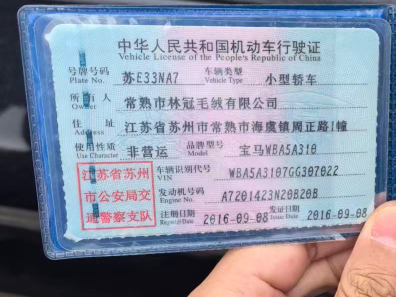 中华人民共和国机动车行驶证
Vehicle License of the People's Republic of China
号牌号码 Plate No. 苏E33NA7 车辆类型 Vehicle Type 小型轿车
所有人 Owner 常熟市林冠毛绒有限公司
住址 Address 江苏省苏州市常熟市海虞镇周正路1幢
使用性质 Use Character 非营运 品牌型号 Model 宝马WBA5A310
江苏省苏州市公安局交通警察支队
车辆识别代号 VIN WBA5A3107GG307022
发动机号码 Engine No. A7201423N20B20B
注册日期 Register Date 2016-09-08 发证日期 Issue Date 2016-09-08